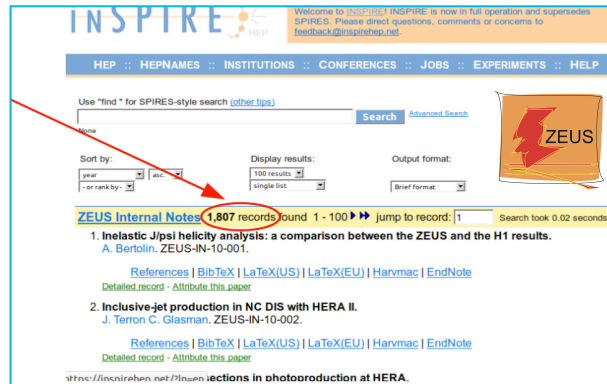 INSPIRE HEP
Welcome to INSPIRE! INSPIRE is now in full operation and supersedes
SPIRES. Please direct questions, comments or concerns to
feedback@inspirehep.net.
HEP :: HEPNAMES :: INSTITUTIONS :: CONFERENCES :: JOBS :: EXPERIMENTS :: HELP
Use "find " for SPIRES-style search (other tips)
Search Advanced Search
None
ZEUS
Sort by: Display results: Output format:
year asc. 100 results
- or rank by - single list Brief format
ZEUS Internal Notes 1,807 records found 1 - 100 jump to record: 1 Search took 0.02 seconds
1. Inelastic J/psi helicity analysis: a comparison between the ZEUS and the H1 results.
A. Bertolin. ZEUS-IN-10-001.
References | BibTeX | LaTeX(US) | LaTeX(EU) | Harvmac | EndNote
Detailed record - Attribute this paper
2. Inclusive-jet production in NC DIS with HERA II.
J. Terron C. Glasman. ZEUS-IN-10-002.
References | BibTeX | LaTeX(US) | LaTeX(EU) | Harvmac | EndNote
Detailed record - Attribute this paper
https://inspirehep.net/?ln=en sections in photoproduction at HERA.